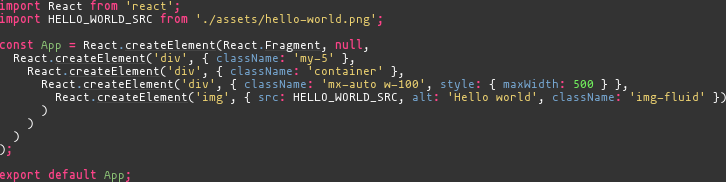 import React from 'react';
import HELLO_WORLD_SRC from './assets/hello-world.png';

const App = React.createElement(React.Fragment, null,
  React.createElement('div', { className: 'my-5' },
    React.createElement('div', { className: 'container' },
      React.createElement('div', { className: 'mx-auto w-100', style: { maxWidth: 500 } },
        React.createElement('img', { src: HELLO_WORLD_SRC, alt: 'Hello world', className: 'img-fluid' })
      )
    )
  )
);

export default App;